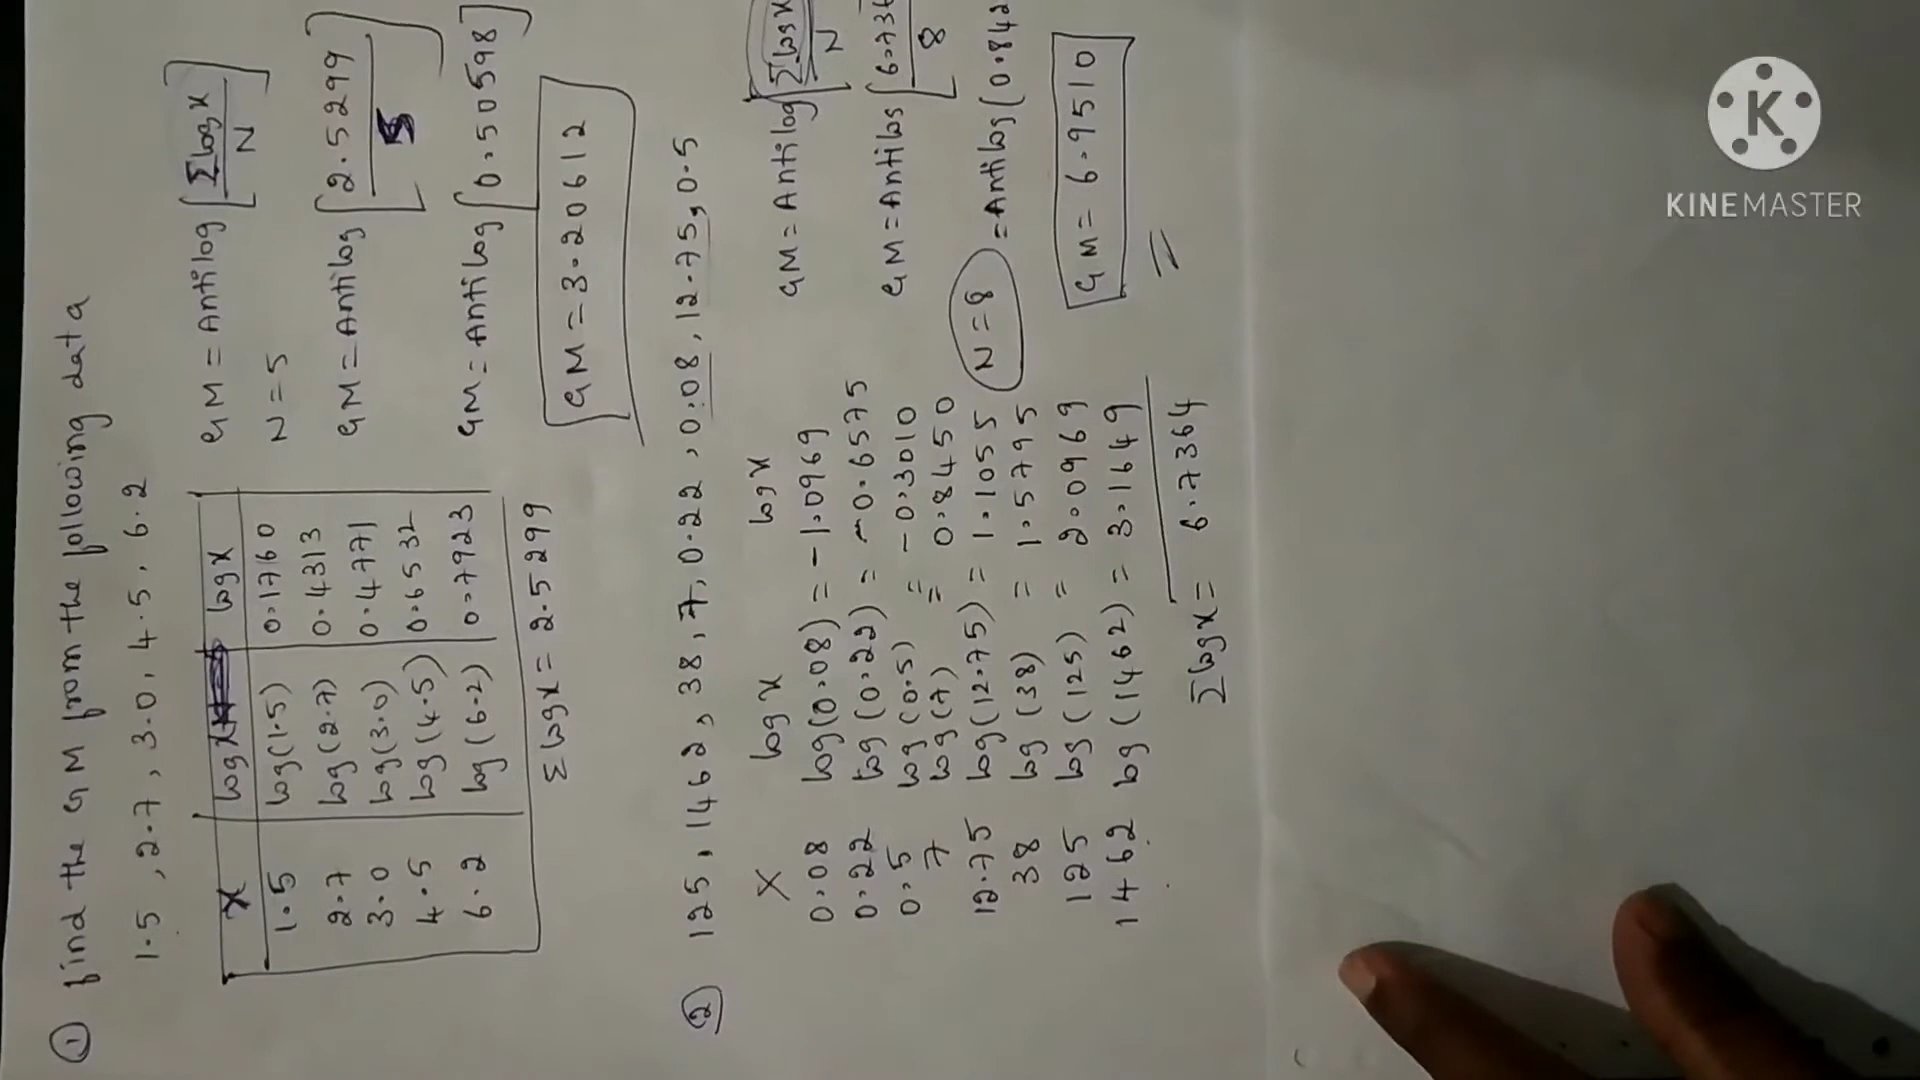 ① Find the GM from the following data
1.5, 2.7, 3.0, 4.5, 6.2
X log x log x
1.5 log(1.5) 0.1760
2.7 log(2.7) 0.4313
3.0 log(3.0) 0.4771
4.5 log(4.5) 0.6532
6.2 log(6.2) 0.7923
Σlogx = 2.5299
GM = Antilog [Σlogx/N]
N = 5
GM = Antilog [2.5299/5]
GM = Antilog [0.50598]
GM = 3.20612
② 125, 1462, 38, 7, 0.22, 0.08, 12.75, 0.5
X log x log x
0.08 log(0.08) = -1.0969
0.22 log(0.22) = -0.6575
0.5 log(0.5) = -0.3010
7 log(7) = 0.8450
12.75 log(12.75) = 1.1055
38 log(38) = 1.5795
125 log(125) = 2.0969
1462 log(1462) = 3.1649
Σlogx = 6.7364
GM = Antilog [Σlogx/N]
GM = Antilog [6.736/8]
N = 8
= Antilog (0.842
GM = 6.9510
K
KINEMASTER